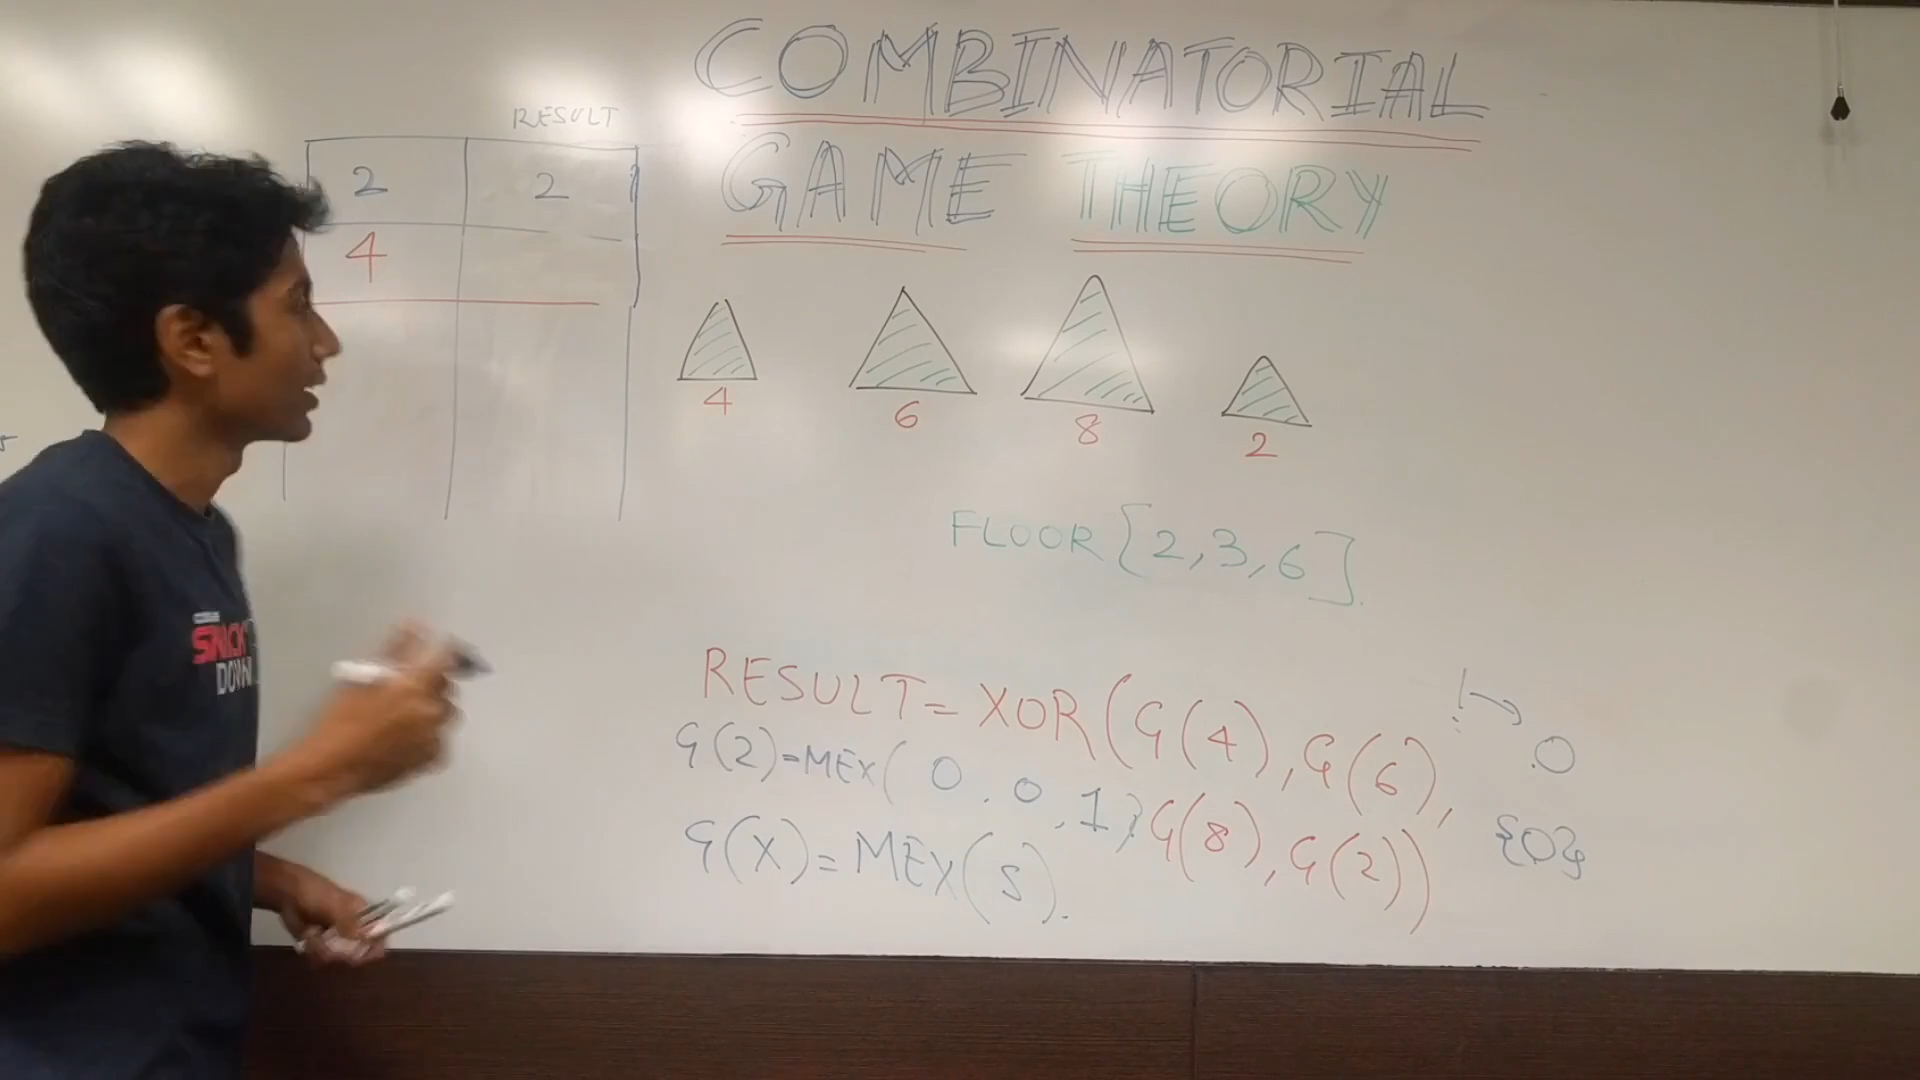 COMBINATORIAL
GAME THEORY
RESULT
2 2
4
4 6 8 2
FLOOR [2,3,6]
RESULT = XOR(G(4), G(6),
G(8), G(2))
G(2)=MEX( 0, 0, 1}
G(X) = MEX(S).
0
{0}
DOWN